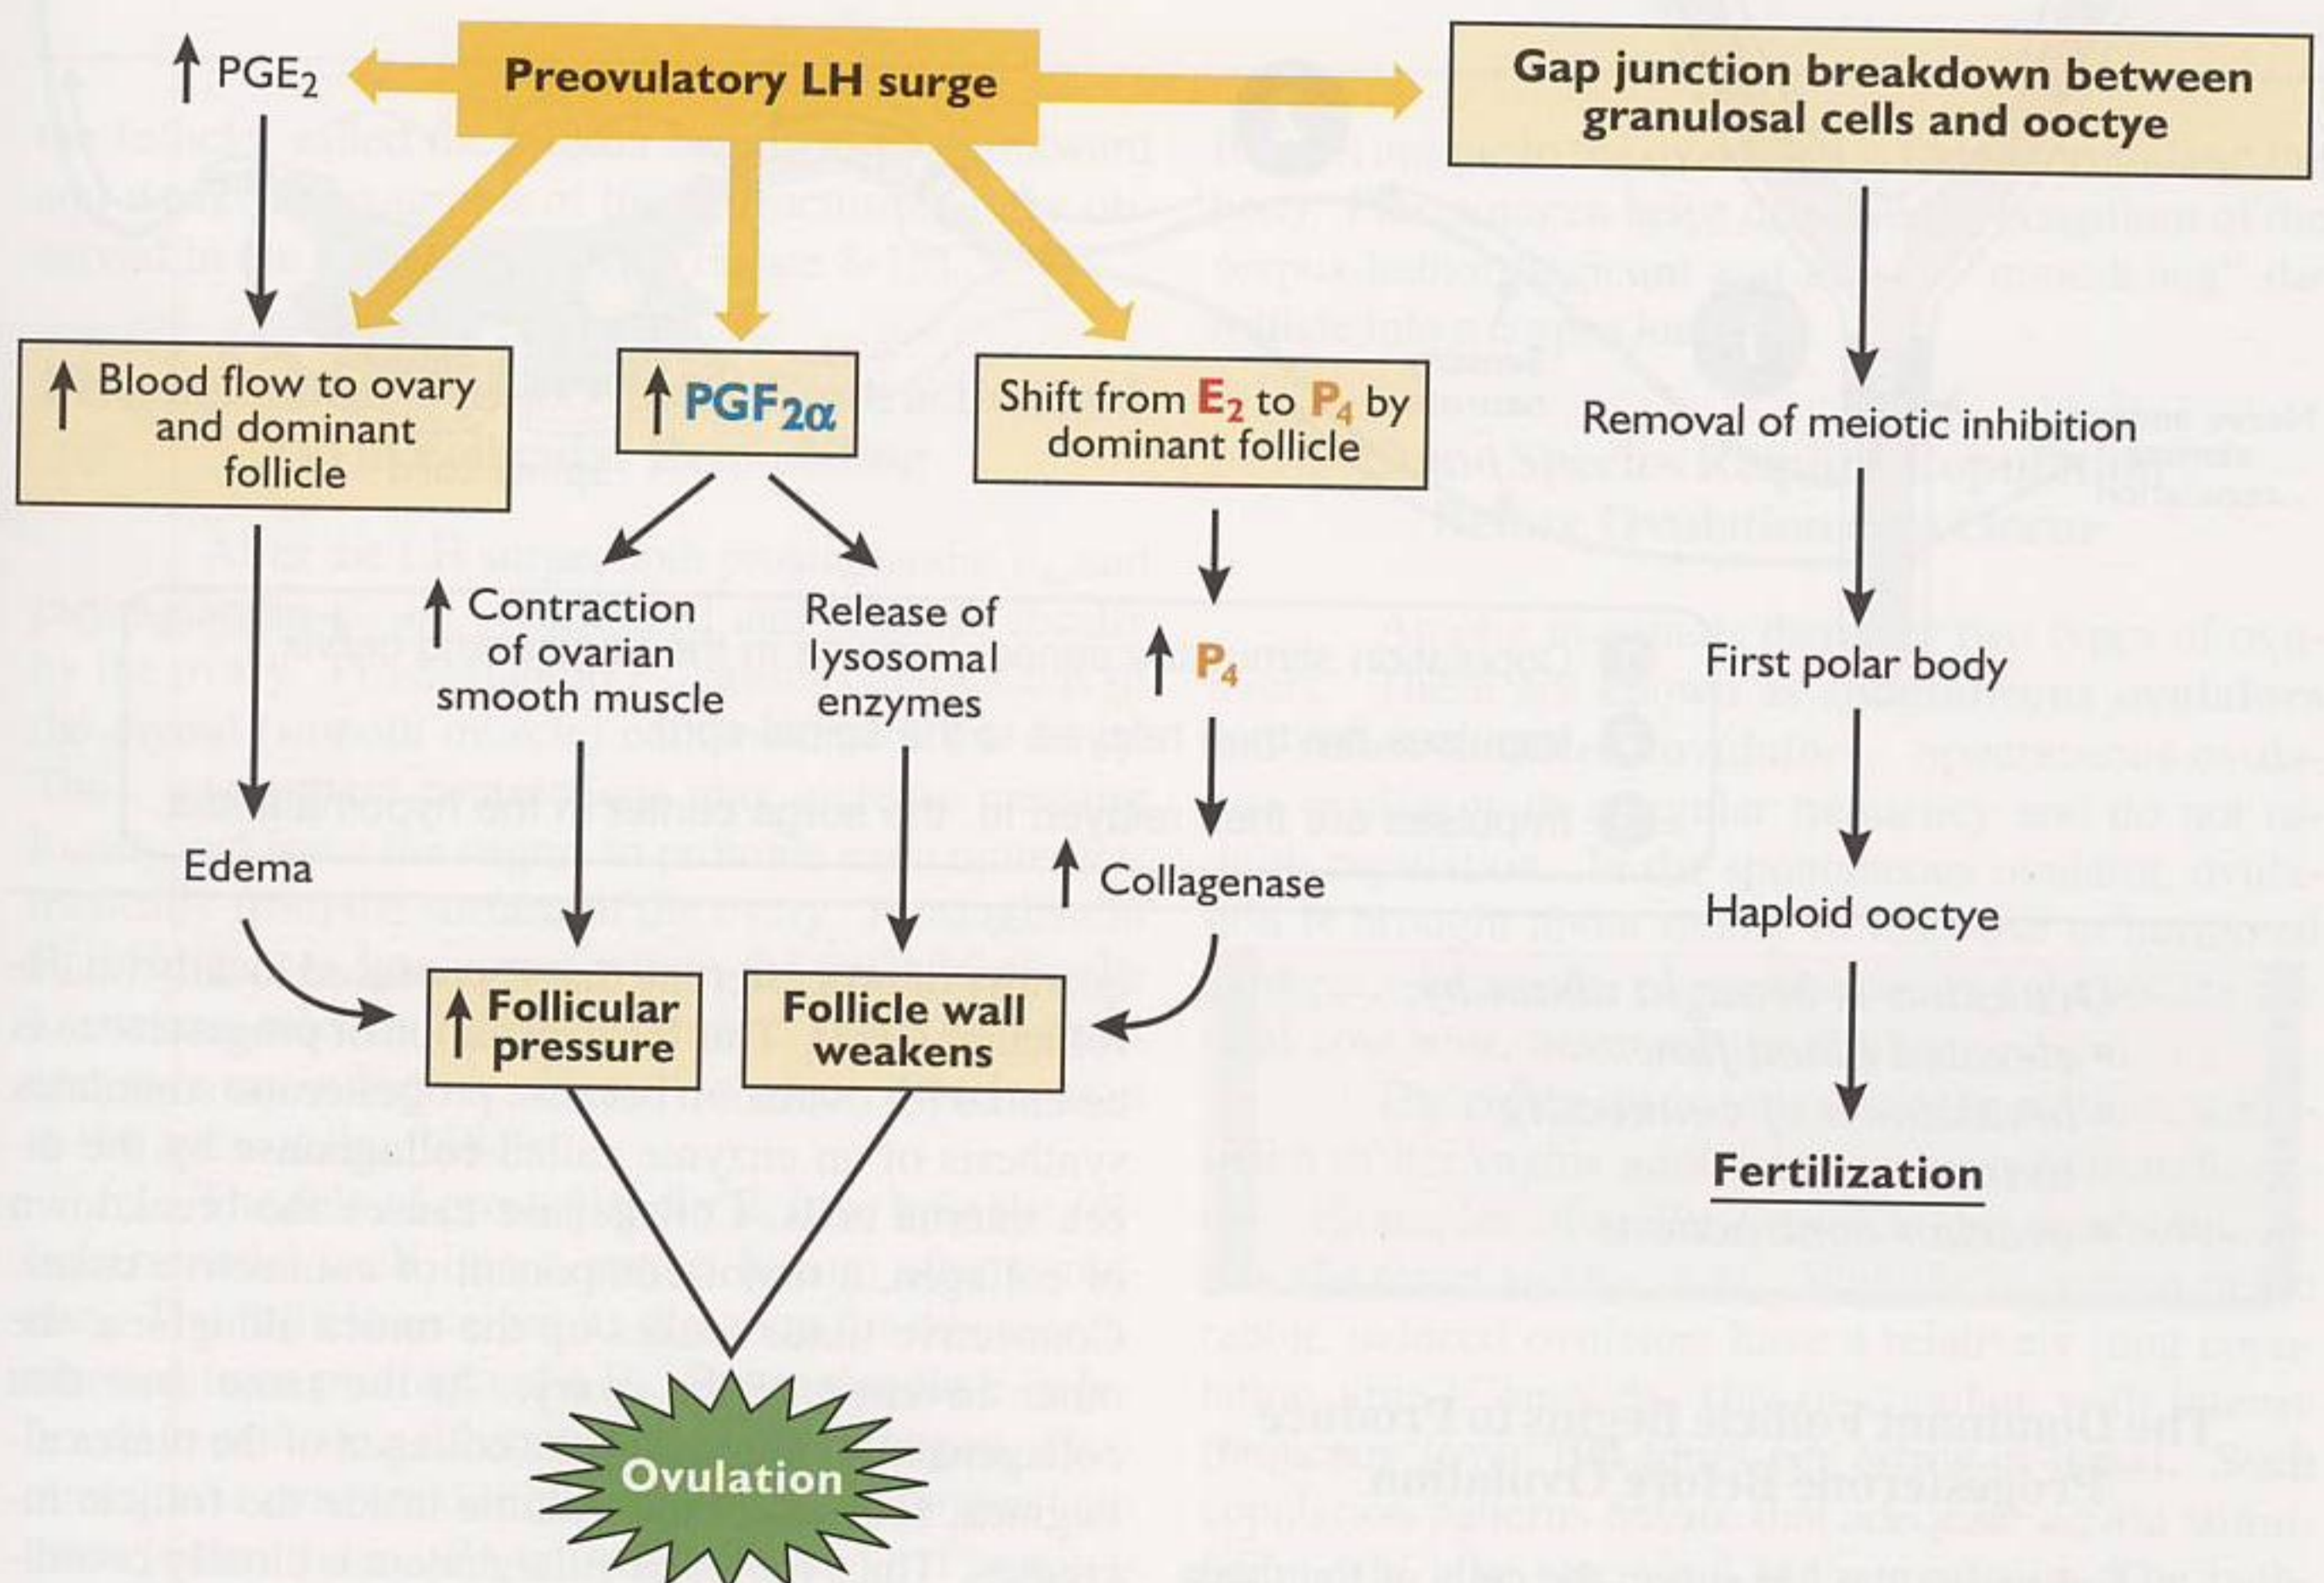 ↑ PGE₂
Preovulatory LH surge
Gap junction breakdown between
granulosal cells and ooctye
↑ Blood flow to ovary
and dominant
follicle
↑ PGF2α
Shift from E₂ to P₄ by
dominant follicle
Removal of meiotic inhibition
↑ Contraction
of ovarian
smooth muscle
Release of
lysosomal
enzymes
↑ P₄
First polar body
Edema
↑ Collagenase
Haploid ooctye
↑ Follicular
pressure
Follicle wall
weakens
Fertilization
Ovulation